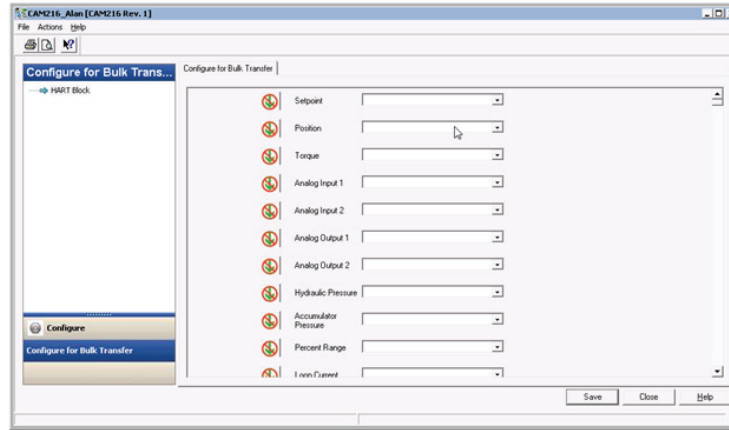 CAM216_Alan [CAM216 Rev. 1]
File Actions Help
Configure for Bulk Trans...
HART Block
Configure
Configure for Bulk Transfer
Configure for Bulk Transfer
Setpoint
Position
Torque
Analog Input 1
Analog Input 2
Analog Output 1
Analog Output 2
Hydraulic Pressure
Accumulator
Pressure
Percent Range
Loop Current
Save Close Help